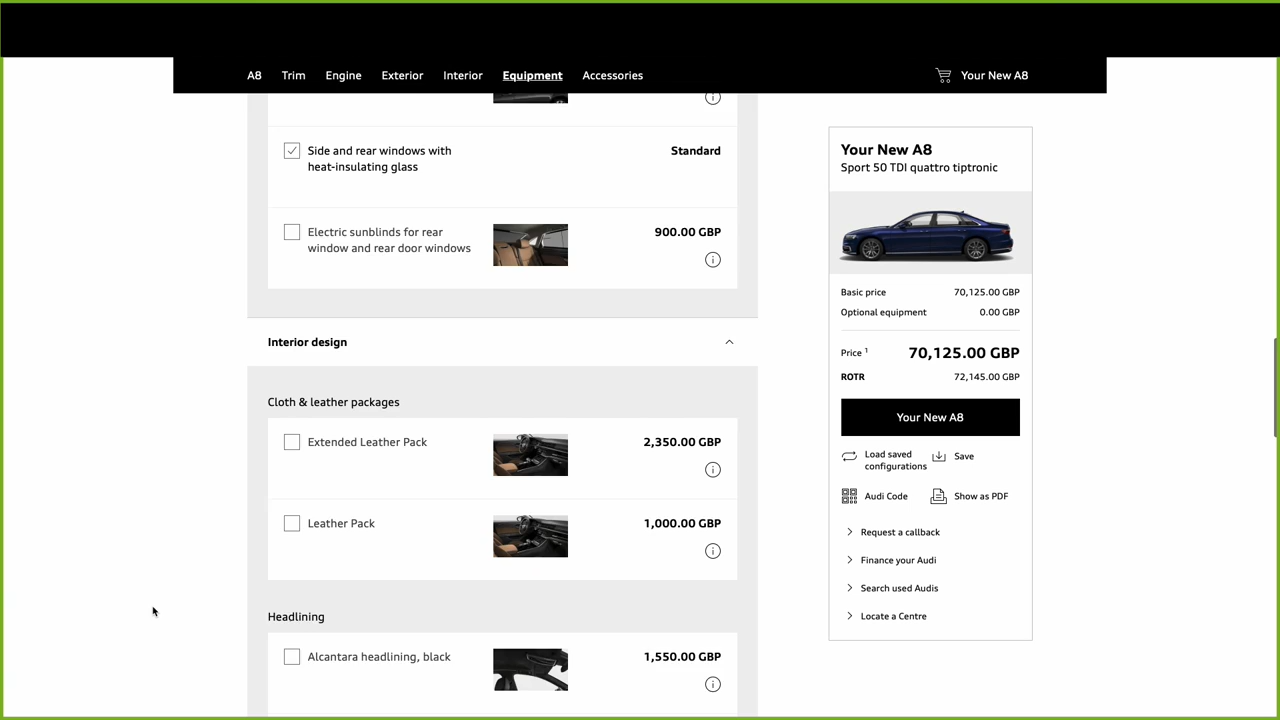 A8 Trim Engine Exterior Interior Equipment Accessories Your New A8
Side and rear windows with
heat-insulating glass
Standard
Electric sunblinds for rear
window and rear door windows
900.00 GBP
Interior design
Cloth & leather packages
Extended Leather Pack
2,350.00 GBP
Leather Pack
1,000.00 GBP
Headlining
Alcantara headlining, black
1,550.00 GBP
Your New A8
Sport 50 TDI quattro tiptronic
Basic price 70,125.00 GBP
Optional equipment 0.00 GBP
Price 1 70,125.00 GBP
ROTR 72,145.00 GBP
Your New A8
Load saved
configurations
Save
Audi Code
Show as PDF
Request a callback
Finance your Audi
Search used Audis
Locate a Centre